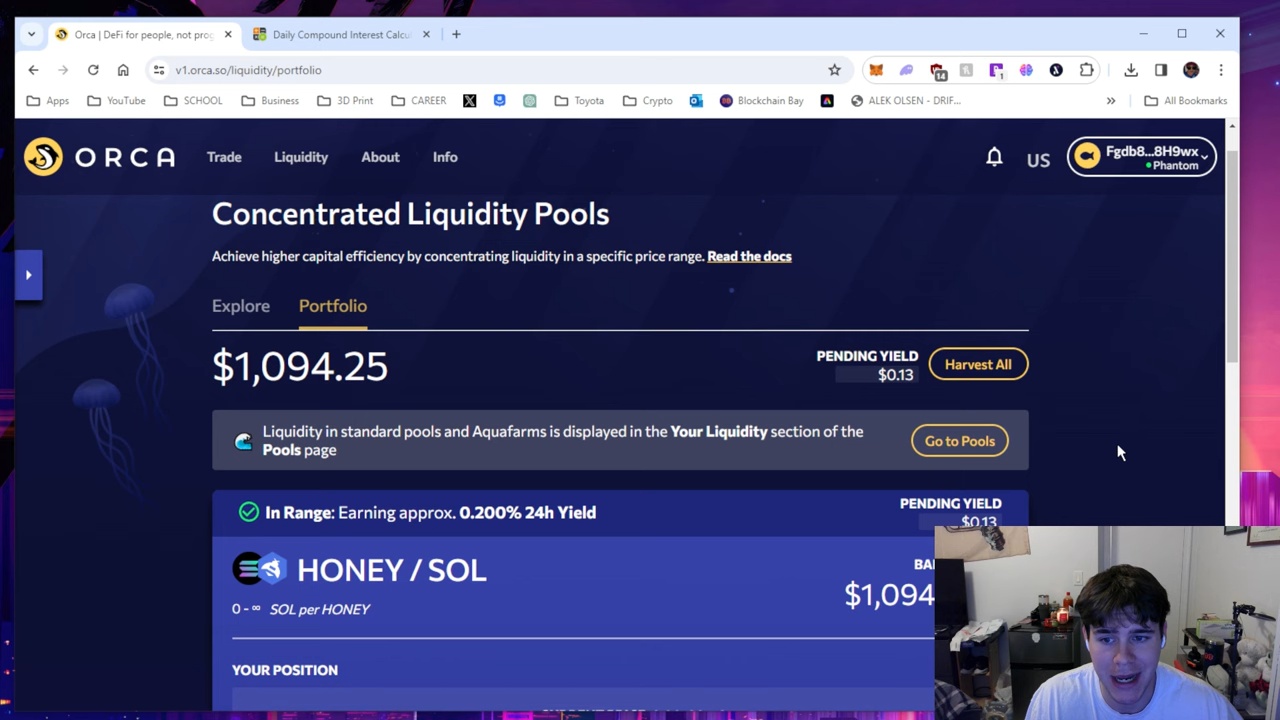 Orca | DeFi for people, not prog
Daily Compound Interest Calcu
v1.orca.so/liquidity/portfolio
14
1
Apps
YouTube
SCHOOL
Business
3D Print
CAREER
Toyota
Crypto
Blockchain Bay
ALEK OLSEN - DRIF...
All Bookmarks
ORCA
Trade
Liquidity
About
Info
US
Fgdb8...8H9wx
Phantom
Concentrated Liquidity Pools
Achieve higher capital efficiency by concentrating liquidity in a specific price range. Read the docs
Explore
Portfolio
$1,094.25
PENDING YIELD
$0.13
Harvest All
Liquidity in standard pools and Aquafarms is displayed in the Your Liquidity section of the
Pools page
Go to Pools
In Range: Earning approx. 0.200% 24h Yield
PENDING YIELD
$0.13
HONEY / SOL
BA
$1,094
0 - ∞ SOL per HONEY
YOUR POSITION